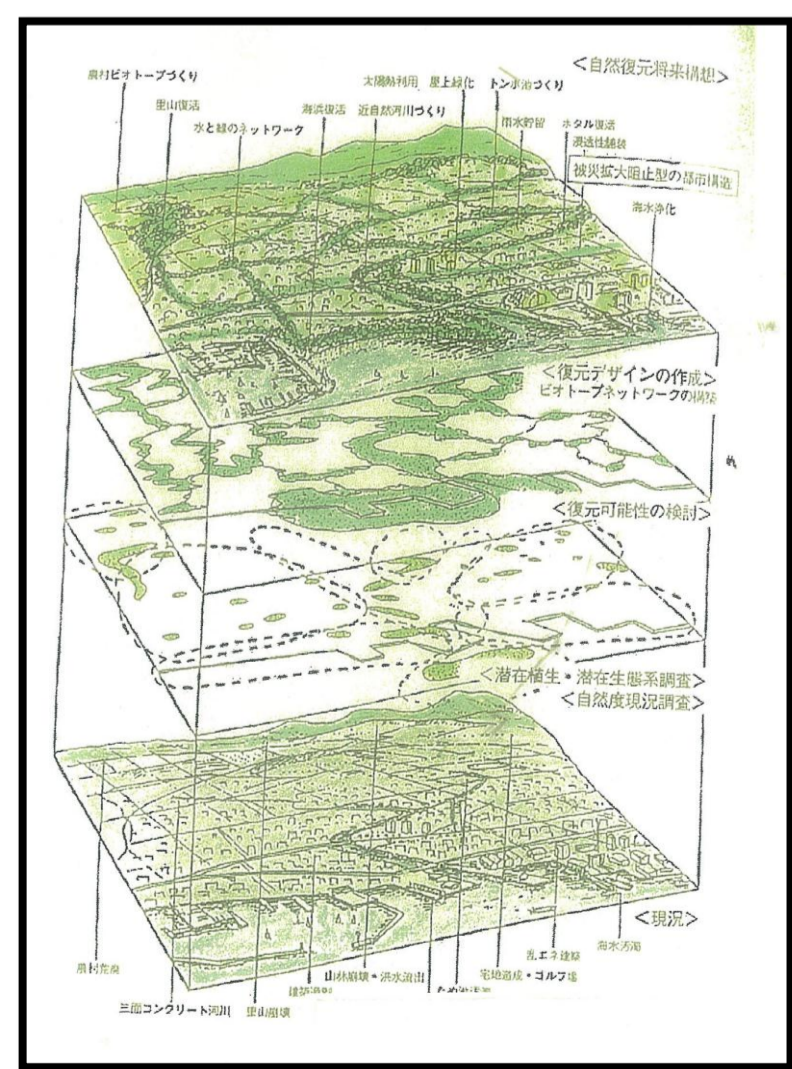 <自然復元将来構想>
農村ビオトープづくり
太陽熱利用 屋上緑化 トンボ池づくり
里山復活
海浜復活 近自然河川づくり
水と緑のネットワーク
雨水貯留 ホタル復活
浸透性舗装
被災拡大阻止型の都市構造
海水浄化
<復元デザインの作成>
ビオトープネットワークの構築
<復元可能性の検討>
<潜在植生・潜在生態系調査>
<自然度現況調査>
<現況>
農村荒廃
山林崩壊・洪水流出
宅地造成・ゴルフ場
乱エネ建築
海水汚濁
三面コンクリート河川 里山崩壊